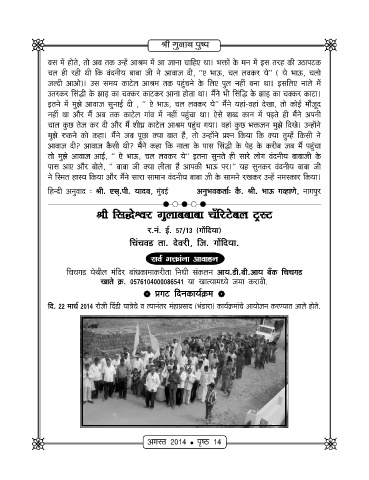 श्री गुलाब पुष्प
बस में होते, तो अब तक उन्हें आश्रम में आ जाना चाहिए था। भक्तों के मन में इस तरह की उठापटक
चल ही रही थी कि वंदनीय बाबा जी ने आवाज दी, ''ए भाऊ, चल लवकर ये'' ( ये भाऊ, चलो
जल्दी आओ)। उस समय काटेल आश्रम तक पहुंचने के लिए पूल नहीं बना था। इसलिए नाले में
उतरकर सिंद्धी के झाड़ का चक्कर काटकर आना होता था। मैंने भी सिंद्धि के झाड़ का चक्कर काटा।
इतने में मुझे आवाज सुनाई दी , '' ऐ भाऊ, चल लवकर ये'' मैंने यहां-वहां देखा, तो कोई मौजूद
नहीं था और मैं अब तक काटेल गांव में नहीं पहुंचा था। ऐसे शब्द कान में पड़ते ही मैंने अपनी
चाल कुछ तेज कर दी और मैं शीघ्र काटेल आश्रम पहुंच गया। वहां कुछ भक्तजन मुझे दिखे। उन्होंने
मुझे रुकने को कहा। मैंने जब पूछा क्या बात है, तो उन्होंने प्रश्न किया कि क्या तुम्हें किसी ने
आवाज दी? आवाज कैसी थी? मैंने कहा कि नाला के पास सिंद्धी के पेड़ के करीब जब मैं पहुंचा
तो मुझे आवाज आई, '' ऐ भाऊ, चल लवकर ये'' इतना सुनते ही सारे लोग वंदनीय बाबाजी के
पास आए और बोले, '' बाबा जी क्या लीला हैं आपकी भाऊ पर।'' यह सुनकर वंदनीय बाबा जी
ने स्मित हास्य किया और मैंने सारा सामान वंदनीय बाबा जी के सामने रखकर उन्हें नमस्कार किया।
हिन्दी अनुवाद : श्री. एस.पी. यादव, मुंबई अनुभवकर्ता: कै. श्री. भाऊ गव्हाणे, नागपुर
श्री सिद्धेश्वर गुलाबबाबा चॅरिटेबल ट्रस्ट
र.नं. ई. 57/13 (गोंदिया)
चिंचवड ता. देवरी, जि. गोंदिया.
सर्व भक्तांना आवाहन
चिचगड येथील मंदिर बांधकामाकरीता निधी संकलन आय.डी.बी.आय बँक चिचगड
खाते क्र. 0576104000086541 या खात्यामध्ये जमा करावी.
प्रगट दिनकार्यक्रम
दि. 22 मार्च 2014 रोजी दिंडी यात्रेचे व त्यानंतर महाप्रसाद (भंडारा) कार्यक्रमांचे आयोजन करण्यात आले होते.
अगस्त 2014 • पृष्ठ 14